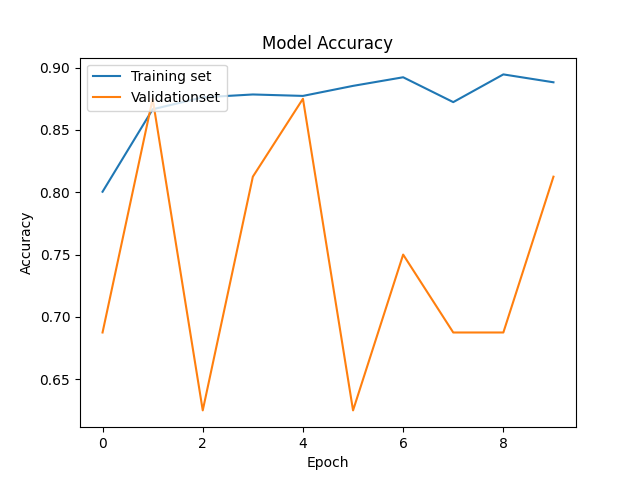 Model Accuracy
Training set
Validationset
Accuracy
0.90
0.85
0.80
0.75
0.70
0.65
0 2 4 6 8
Epoch